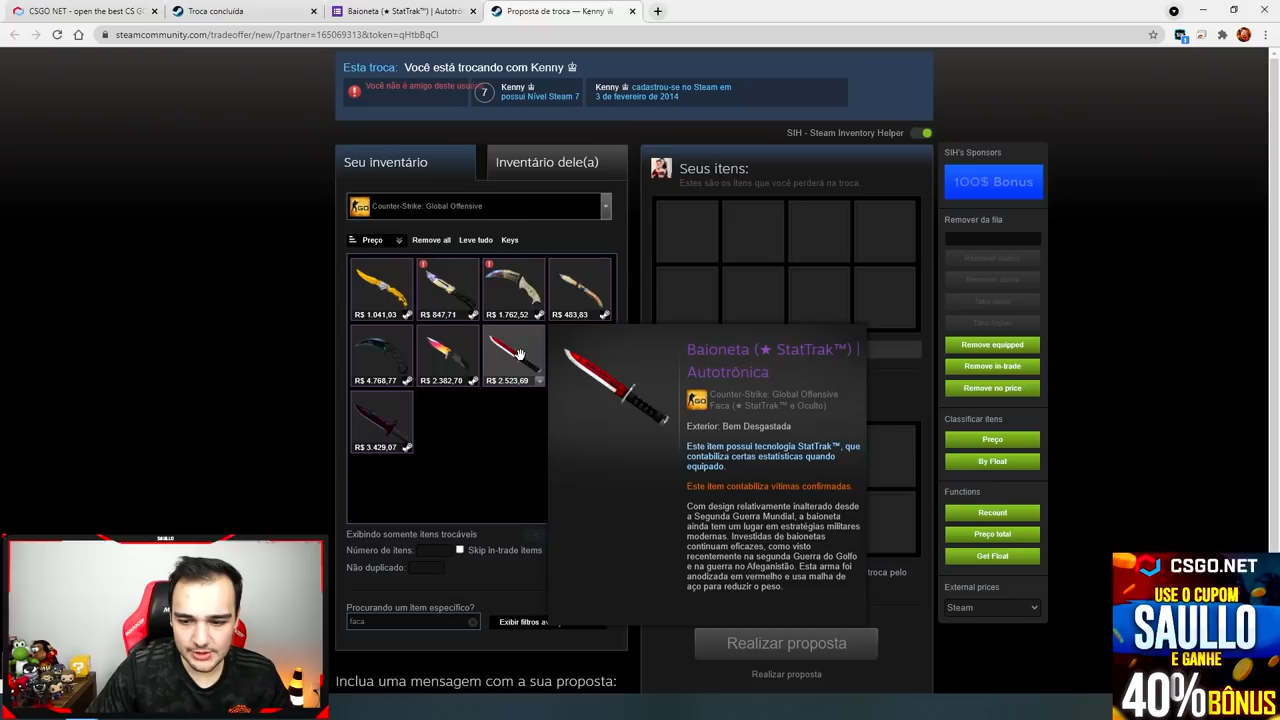 CSGO NET - open the best CS (
Troca concluída
Baioneta (★ StatTrak™) | Autotrô
Proposta de troca — Kenny ♕
steamcommunity.com/tradeoffer/new/?partner=165069313&token=qHtbBqCl
Esta troca: Você está trocando com Kenny ♕
Você não é amigo deste usuário
7
Kenny ♕
possui Nível Steam 7
Kenny ♕ cadastrou-se no Steam em
3 de fevereiro de 2014
SIH - Steam Inventory Helper
Seu inventário
Inventário dele(a)
Counter-Strike: Global Offensive
Preço
Remove all
Leve tudo
Keys
R$ 1.041,03
R$ 847,71
R$ 1.762,52
R$ 483,83
R$ 4.768,77
R$ 2.382,70
R$ 2.523,69
R$ 3.429,07
Exibindo somente itens trocáveis
Número de itens:
Skip in-trade items
Não duplicado:
Procurando um item específico?
faca
Exibir filtros av
Inclua uma mensagem com a sua proposta:
Seus itens:
Estes são os itens que você perderá na troca.
Baioneta (★ StatTrak™) |
Autotrônica
Counter-Strike: Global Offensive
Faca (★ StatTrak™ e Oculto)
Exterior: Bem Desgastada
Este item possui tecnologia StatTrak™, que
contabiliza certas estatísticas quando
equipado.
Este item contabiliza vítimas confirmadas.
Com design relativamente inalterado desde
a Segunda Guerra Mundial, a baioneta
ainda tem um lugar em estratégias militares
modernas. Investidas de baionetas
continuam eficazes, como visto
recentemente na segunda Guerra do Golfo
e na guerra no Afeganistão. Esta arma foi
anodizada em vermelho e usa malha de
aço para reduzir o peso.
troca pelo
Realizar proposta
Realizar proposta
SIH's Sponsors
100$ Bonus
Remover da fila
Take
Remove equipped
Remove in-trade
Remove no price
Classificar itens
Preço
By Float
Functions
Recount
Preço total
Get Float
External prices
Steam
SAULLO
CSGO.NET
USE O CUPOM
SAULLO
E GANHE
40% BÔNUS